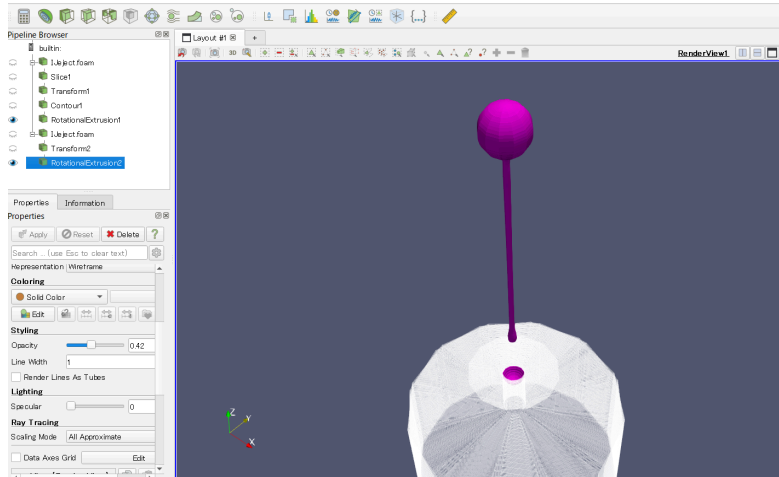 Pipeline Browser
Layout #1
+
builtin:
3D
RenderView1
IJeject.foam
Slice1
Transform1
Contour1
RotationalExtrusion1
IJeject.foam
Transform2
RotationalExtrusion2
Properties Information
Properties
Apply Reset Delete ?
Search ... (use Esc to clear text)
Representation Wireframe
Coloring
Solid Color
Edit
Styling
Opacity 0.42
Line Width 1
Render Lines As Tubes
Lighting
Specular 0
Ray Tracing
Scaling Mode All Approximate
Data Axes Grid Edit
Z
Y
X